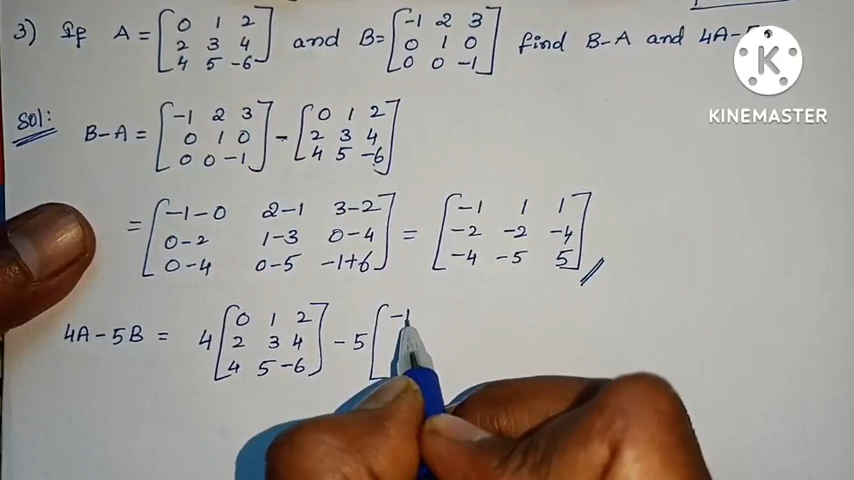 3) If A = [0 1 2 and B = [-1 2 3 find B-A and 4A-5
2 3 4 0 1 0
4 5 -6] 0 0 -1]
K
KINEMASTER
Sol: B-A = [-1 2 3 - [0 1 2
0 1 0 2 3 4
0 0 -1] 4 5 -6]
= [-1-0 2-1 3-2 = [-1 1 1
0-2 1-3 0-4 -2 -2 -4
0-4 0-5 -1+6] -4 -5 5]
4A-5B = 4 [0 1 2 - 5 [-1
2 3 4
4 5 -6]